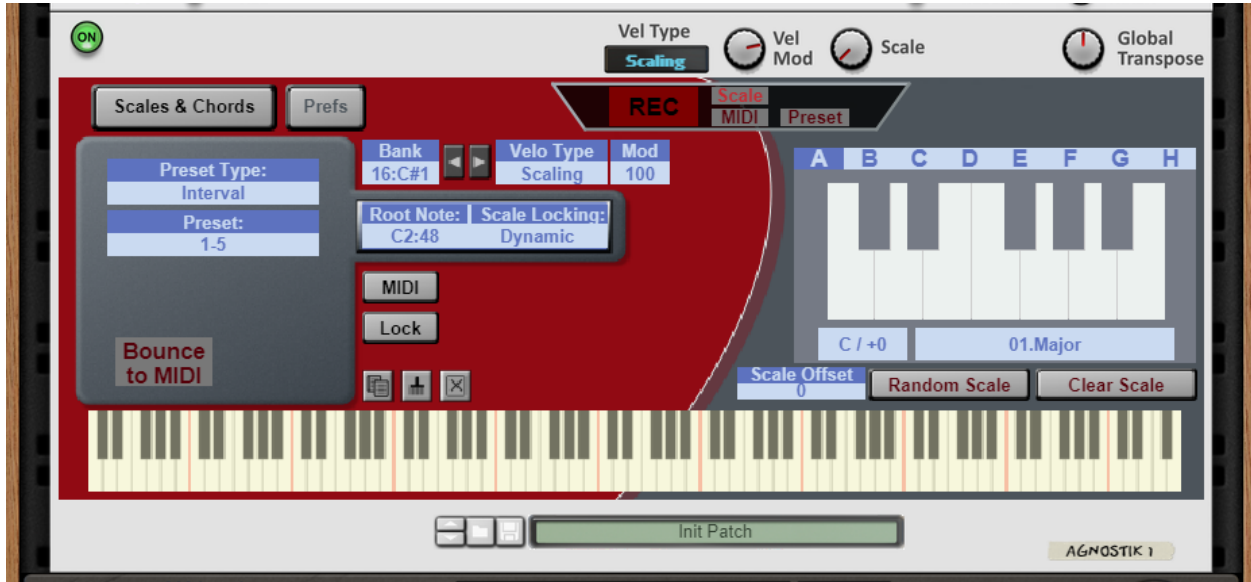 ON
Vel Type
Scaling
Vel
Mod
Scale
Global
Transpose
Scales & Chords
Prefs
REC
Scale
MIDI
Preset
Preset Type:
Interval
Preset:
1-5
Bounce
to MIDI
Bank
16:C#1
Velo Type
Scaling
Mod
100
Root Note:
C2:48
Scale Locking:
Dynamic
MIDI
Lock
A B C D E F G H
C / +0
01.Major
Scale Offset
0
Random Scale
Clear Scale
Init Patch
AGNOSTIK 1